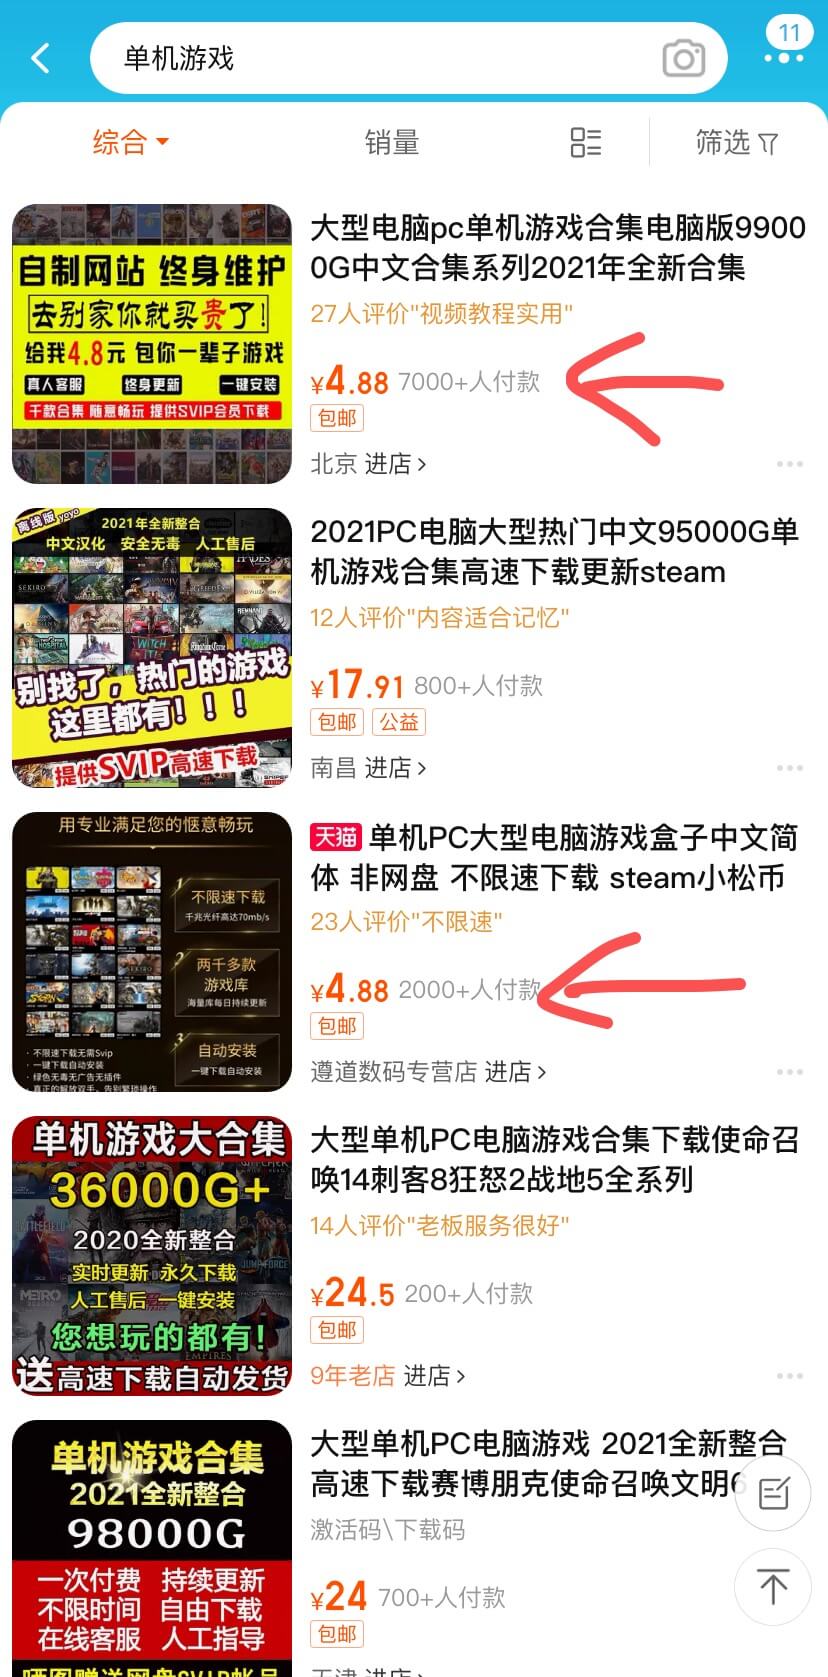 单机游戏
11
综合
销量
筛选
自制网站 终身维护
去别家你就买贵了!
给我4.8元 包你一辈子游戏
真人客服 终身更新 一键安装
千款合集 随意畅玩 提供SVIP会员下载
大型电脑pc单机游戏合集电脑版9900
0G中文合集系列2021年全新合集
27人评价"视频教程实用"
¥4.88 7000+人付款
包邮
北京 进店
离线版 yoyo
2021年全新整合
中文汉化 安全无毒 人工售后
SEKIRO
HADES
REMNANT
WITCH IT!
HOSPITAL
别找了，热门的游戏
这里都有！！！
提供SVIP高速下载
2021PC电脑大型热门中文95000G单
机游戏合集高速下载更新steam
12人评价"内容适合记忆"
¥17.91 800+人付款
包邮 公益
南昌 进店
用专业满足您的惬意畅玩
1 不限速下载
千兆光纤高达70mb/s
2 两千多款
游戏库
海量库每日持续更新
3 自动安装
一键下载自动安装
SEKIRO
· 不限速下载无需Svip
· 一键下载自动安装
· 绿色无毒无广告无插件
· 真正的解放双手、告别繁琐操作
天猫 单机PC大型电脑游戏盒子中文简
体 非网盘 不限速下载 steam小松币
23人评价"不限速"
¥4.88 2000+人付款
包邮
遵道数码专营店 进店
单机游戏大合集
36000G+
2020全新整合
实时更新 永久下载
人工售后 一键安装
您想玩的都有!
送高速下载自动发货
BATTLEFIELD V
JUMP FORCE
METRO
EMPIRES
大型单机PC电脑游戏合集下载使命召
唤14刺客8狂怒2战地5全系列
14人评价"老板服务很好"
¥24.5 200+人付款
包邮
9年老店 进店
单机游戏合集
2021全新整合
98000G
一次付费 持续更新
不限时间 自由下载
在线客服 人工指导
大型单机PC电脑游戏 2021全新整合
高速下载赛博朋克使命召唤文明6
激活码\下载码
¥24 700+人付款
包邮
天津 进店